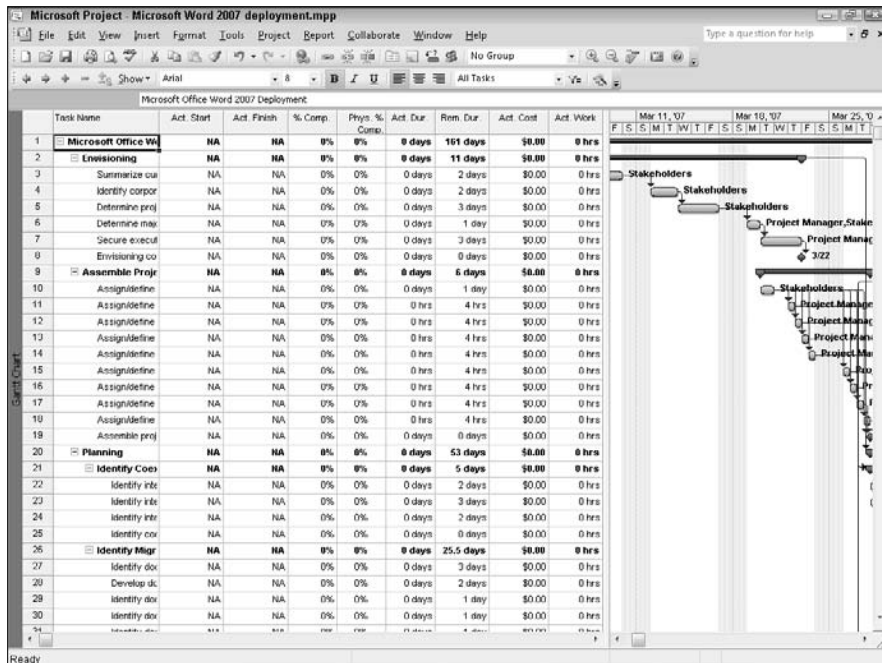 Microsoft Project - Microsoft Word 2007 deployment.mpp
File Edit View Insert Format Tools Project Report Collaborate Window Help
Type a question for help
No Group
Show Arial 8 B I U All Tasks
Microsoft Office Word 2007 Deployment
Task Name Act. Start Act. Finish % Comp. Phys. % Comp. Act. Dur. Rem. Dur. Act. Cost Act. Work
Mar 11, '07 Mar 18, '07 Mar 25, '0
F S S M T W T F S S M T W T F S S M T
1 Microsoft Office Wo NA NA 0% 0% 0 days 161 days $0.00 0 hrs
2 Envisioning NA NA 0% 0% 0 days 11 days $0.00 0 hrs
3 Summarize cur NA NA 0% 0% 0 days 2 days $0.00 0 hrs Stakeholders
4 Identify corpor NA NA 0% 0% 0 days 2 days $0.00 0 hrs Stakeholders
5 Determine proj NA NA 0% 0% 0 days 3 days $0.00 0 hrs Stakeholders
6 Determine majo NA NA 0% 0% 0 days 1 day $0.00 0 hrs Project Manager,Stake
7 Secure execut NA NA 0% 0% 0 days 3 days $0.00 0 hrs Project Manag
8 Envisioning co NA NA 0% 0% 0 days 0 days $0.00 0 hrs 3/22
9 Assemble Proje NA NA 0% 0% 0 days 6 days $0.00 0 hrs
10 Assign/define NA NA 0% 0% 0 days 1 day $0.00 0 hrs Stakeholders
11 Assign/define NA NA 0% 0% 0 hrs 4 hrs $0.00 0 hrs Project Manage
12 Assign/define NA NA 0% 0% 0 hrs 4 hrs $0.00 0 hrs Project Manag
13 Assign/define NA NA 0% 0% 0 hrs 4 hrs $0.00 0 hrs Project Mana
14 Assign/define NA NA 0% 0% 0 hrs 4 hrs $0.00 0 hrs Project Ma
15 Assign/define NA NA 0% 0% 0 hrs 4 hrs $0.00 0 hrs Pro
16 Assign/define NA NA 0% 0% 0 hrs 4 hrs $0.00 0 hrs Pr
17 Assign/define NA NA 0% 0% 0 hrs 4 hrs $0.00 0 hrs
18 Assign/define NA NA 0% 0% 0 hrs 4 hrs $0.00 0 hrs
19 Assemble proj NA NA 0% 0% 0 days 0 days $0.00 0 hrs
20 Planning NA NA 0% 0% 0 days 53 days $0.00 0 hrs
21 Identify Coex NA NA 0% 0% 0 days 5 days $0.00 0 hrs
22 Identify inte NA NA 0% 0% 0 days 2 days $0.00 0 hrs
23 Identify inte NA NA 0% 0% 0 days 3 days $0.00 0 hrs
24 Identify intr NA NA 0% 0% 0 days 2 days $0.00 0 hrs
25 Identify coe NA NA 0% 0% 0 days 0 days $0.00 0 hrs
26 Identify Migr NA NA 0% 0% 0 days 25.5 days $0.00 0 hrs
27 Identify doc NA NA 0% 0% 0 days 3 days $0.00 0 hrs
28 Develop dc NA NA 0% 0% 0 days 2 days $0.00 0 hrs
29 Identify doc NA NA 0% 0% 0 days 1 day $0.00 0 hrs
30 Identify doc NA NA 0% 0% 0 days 1 day $0.00 0 hrs
Gantt Chart
Ready